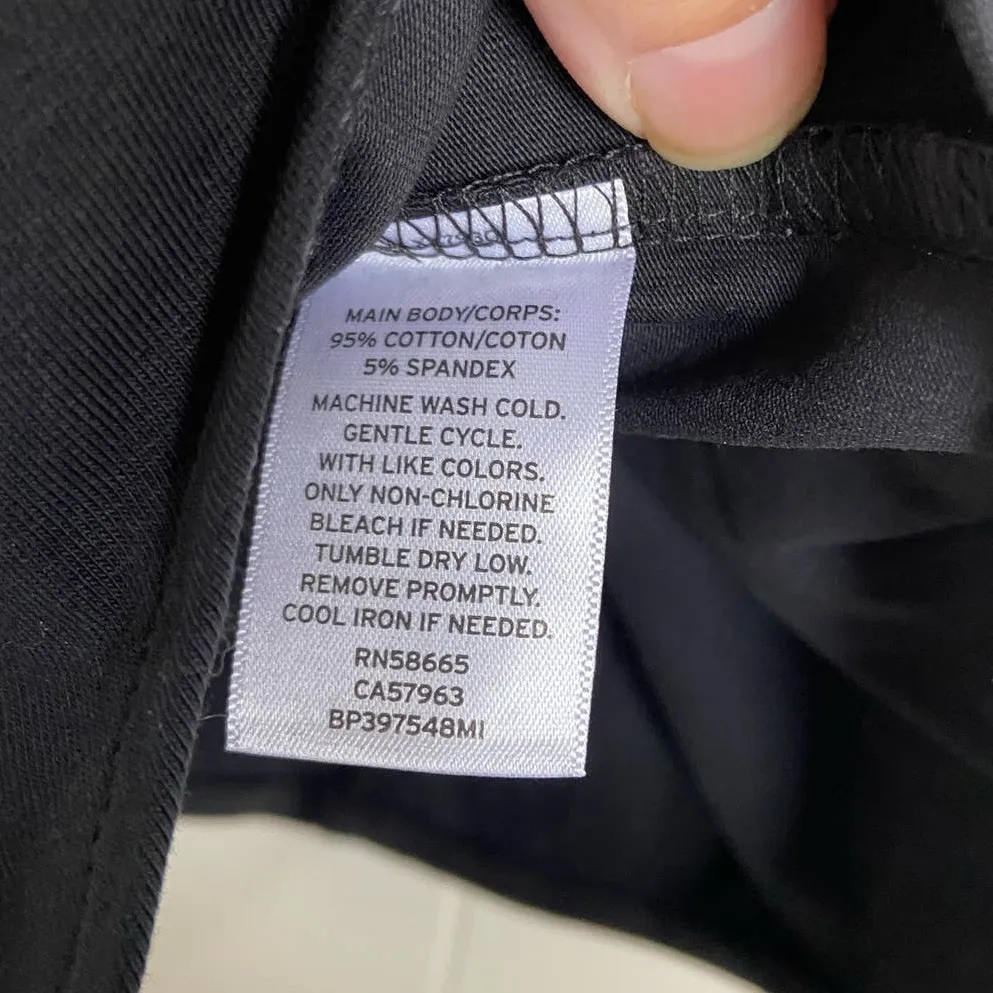 MAIN BODY/CORPS:
95% COTTON/COTON
5% SPANDEX
MACHINE WASH COLD.
GENTLE CYCLE.
WITH LIKE COLORS.
ONLY NON-CHLORINE
BLEACH IF NEEDED.
TUMBLE DRY LOW.
REMOVE PROMPTLY.
COOL IRON IF NEEDED.
RN58665
CA57963
BP397548MI